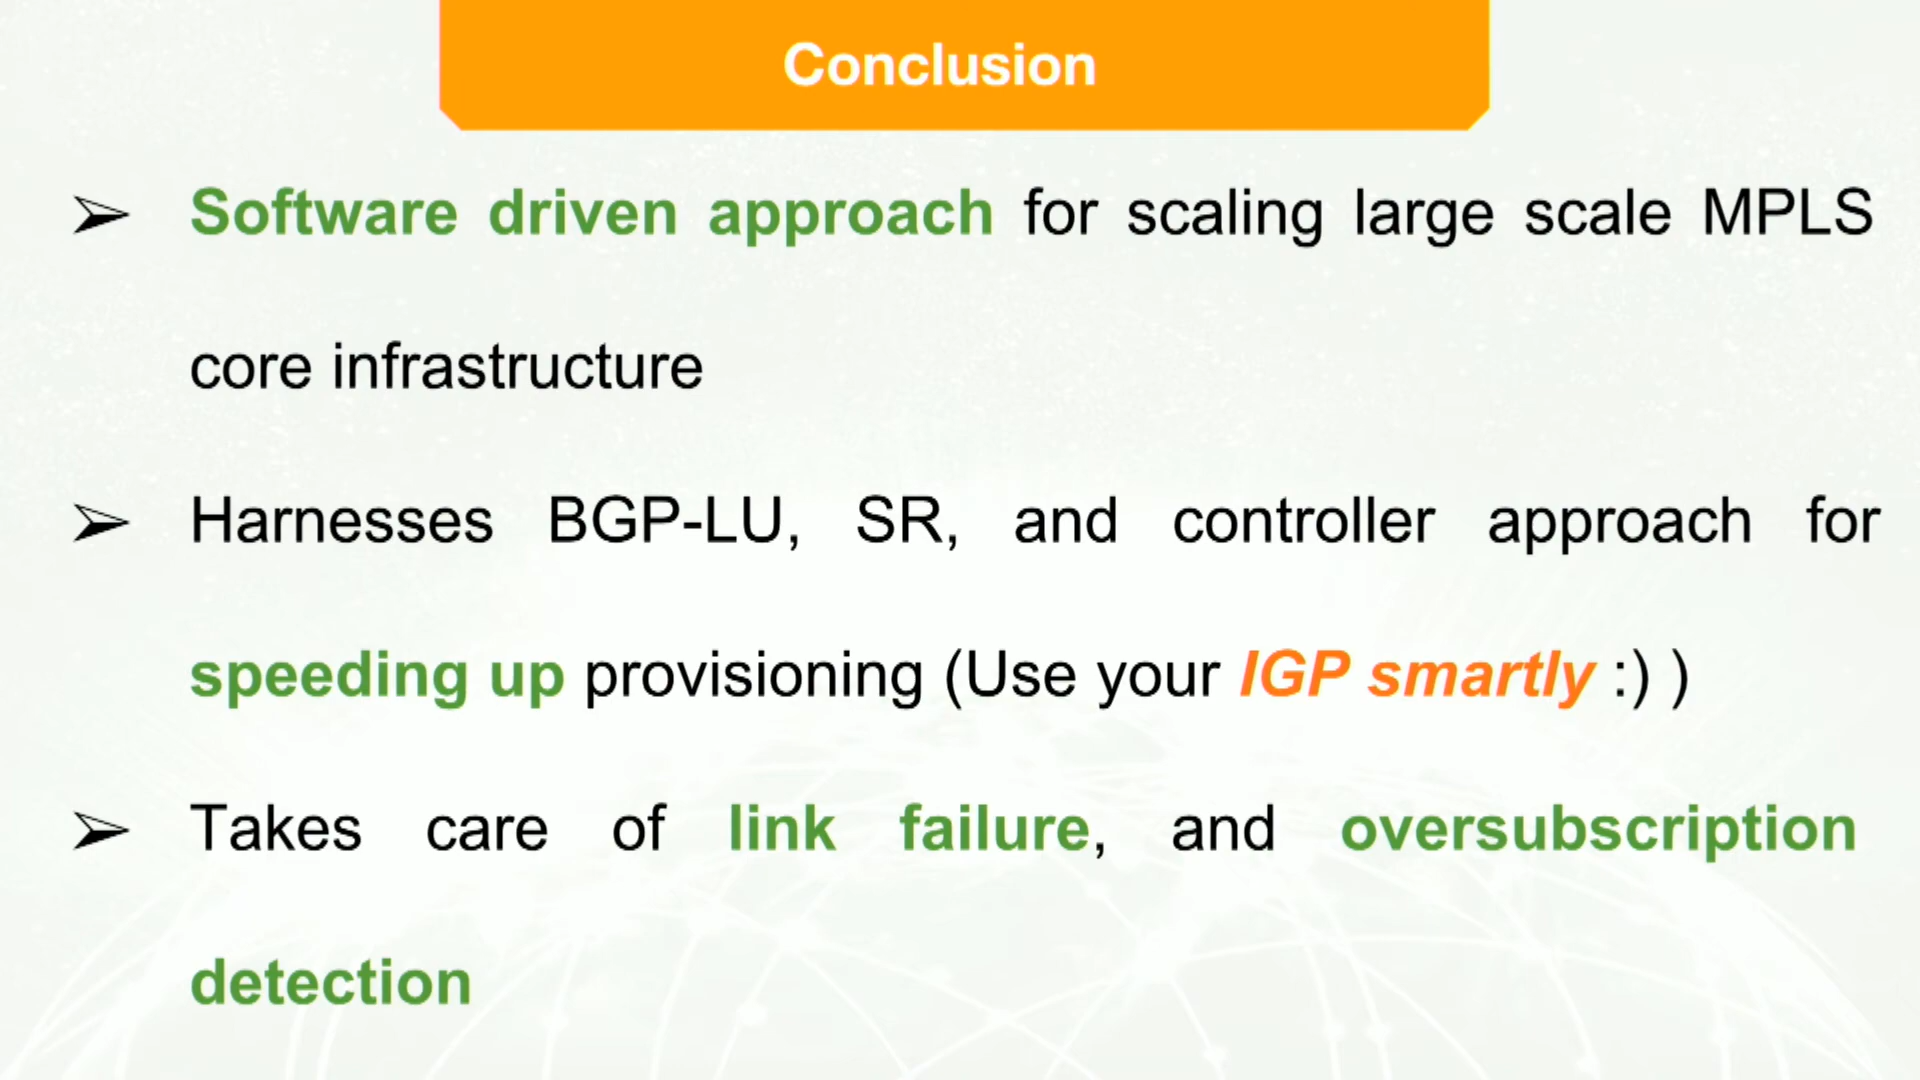 Conclusion
➢ Software driven approach for scaling large scale MPLS
core infrastructure
➢ Harnesses BGP-LU, SR, and controller approach for
speeding up provisioning (Use your IGP smartly :) )
➢ Takes care of link failure, and oversubscription
detection